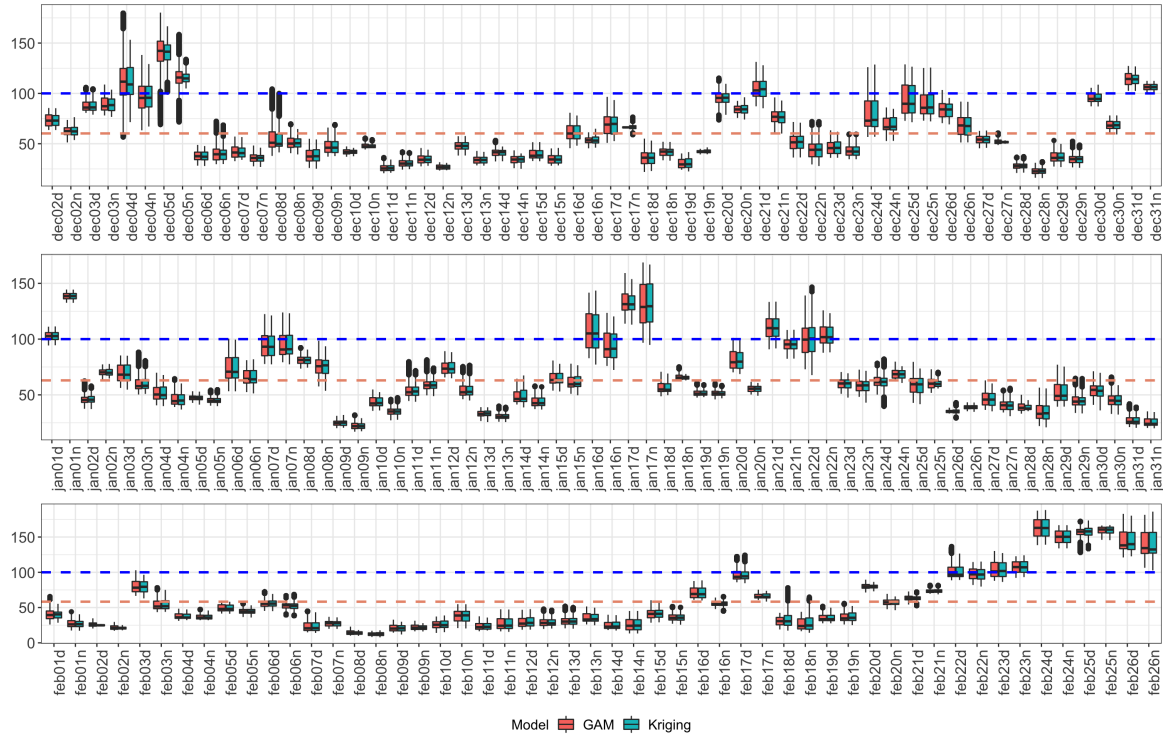 150
100
50
dec02d dec02n dec03d dec03n dec04d dec04n dec05d dec05n dec06d dec06n dec07d dec07n dec08d dec08n dec09d dec09n dec10d dec10n dec11d dec11n dec12d dec12n dec13d dec13n dec14d dec14n dec15d dec15n dec16d dec16n dec17d dec17n dec18d dec18n dec19d dec19n dec20d dec20n dec21d dec21n dec22d dec22n dec23d dec23n dec24d dec24n dec25d dec25n dec26d dec26n dec27d dec27n dec28d dec28n dec29d dec29n dec30d dec30n dec31d dec31n
150
100
50
jan01d jan01n jan02d jan02n jan03d jan03n jan04d jan04n jan05d jan05n jan06d jan06n jan07d jan07n jan08d jan08n jan09d jan09n jan10d jan10n jan11d jan11n jan12d jan12n jan13d jan13n jan14d jan14n jan15d jan15n jan16d jan16n jan17d jan17n jan18d jan18n jan19d jan19n jan20d jan20n jan21d jan21n jan22d jan22n jan23d jan23n jan24d jan24n jan25d jan25n jan26d jan26n jan27d jan27n jan28d jan28n jan29d jan29n jan30d jan30n jan31d jan31n
150
100
50
0
feb01d feb01n feb02d feb02n feb03d feb03n feb04d feb04n feb05d feb05n feb06d feb06n feb07d feb07n feb08d feb08n feb09d feb09n feb10d feb10n feb11d feb11n feb12d feb12n feb13d feb13n feb14d feb14n feb15d feb15n feb16d feb16n feb17d feb17n feb18d feb18n feb19d feb19n feb20d feb20n feb21d feb21n feb22d feb22n feb23d feb23n feb24d feb24n feb25d feb25n feb26d feb26n
Model GAM Kriging